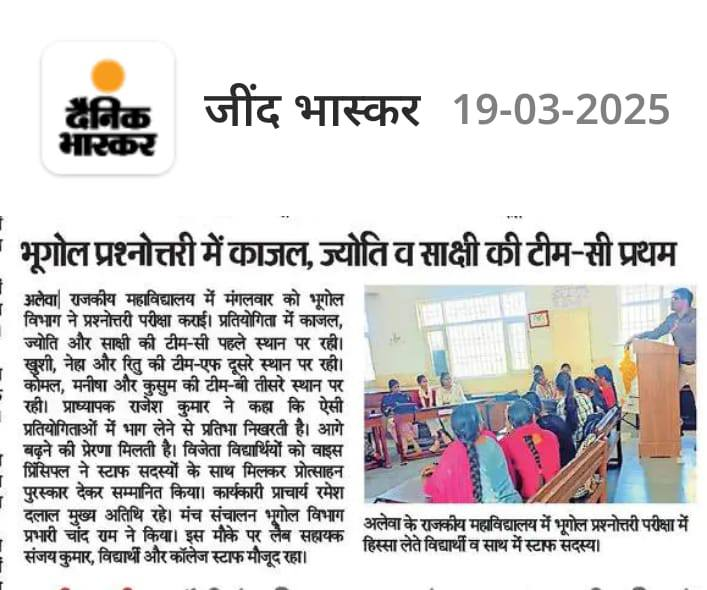 दैनिक
भास्कर
जींद भास्कर 19-03-2025
भूगोल प्रश्नोत्तरी में काजल, ज्योति व साक्षी की टीम-सी प्रथम
अलेवा| राजकीय महाविद्यालय में मंगलवार को भूगोल
विभाग ने प्रश्नोत्तरी परीक्षा कराई। प्रतियोगिता में काजल,
ज्योति और साक्षी की टीम-सी पहले स्थान पर रही।
खुशी, नेहा और रितु की टीम-एफ दूसरे स्थान पर रही।
कोमल, मनीषा और कुसुम की टीम-बी तीसरे स्थान पर
रही। प्राध्यापक राजेश कुमार ने कहा कि ऐसी
प्रतियोगिताओं में भाग लेने से प्रतिभा निखरती है। आगे
बढ़ने की प्रेरणा मिलती है। विजेता विद्यार्थियों को वाइस
प्रिंसिपल ने स्टाफ सदस्यों के साथ मिलकर प्रोत्साहन
पुरस्कार देकर सम्मानित किया। कार्यकारी प्राचार्य रमेश
दलाल मुख्य अतिथि रहे। मंच संचालन भूगोल विभाग
प्रभारी चांद राम ने किया। इस मौके पर लैब सहायक
संजय कुमार, विद्यार्थी और कॉलेज स्टाफ मौजूद रहा।
अलेवा के राजकीय महाविद्यालय में भूगोल प्रश्नोत्तरी परीक्षा में
हिस्सा लेते विद्यार्थी व साथ में स्टाफ सदस्य।